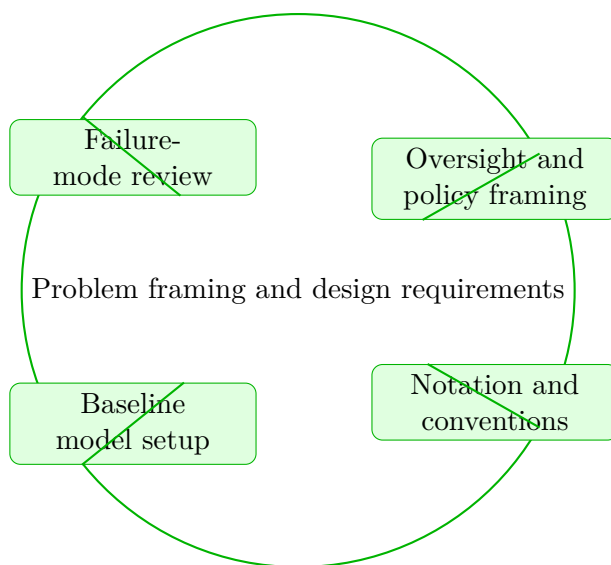 Failure-
mode review
Oversight and
policy framing
Problem framing and design requirements
Baseline
model setup
Notation and
conventions